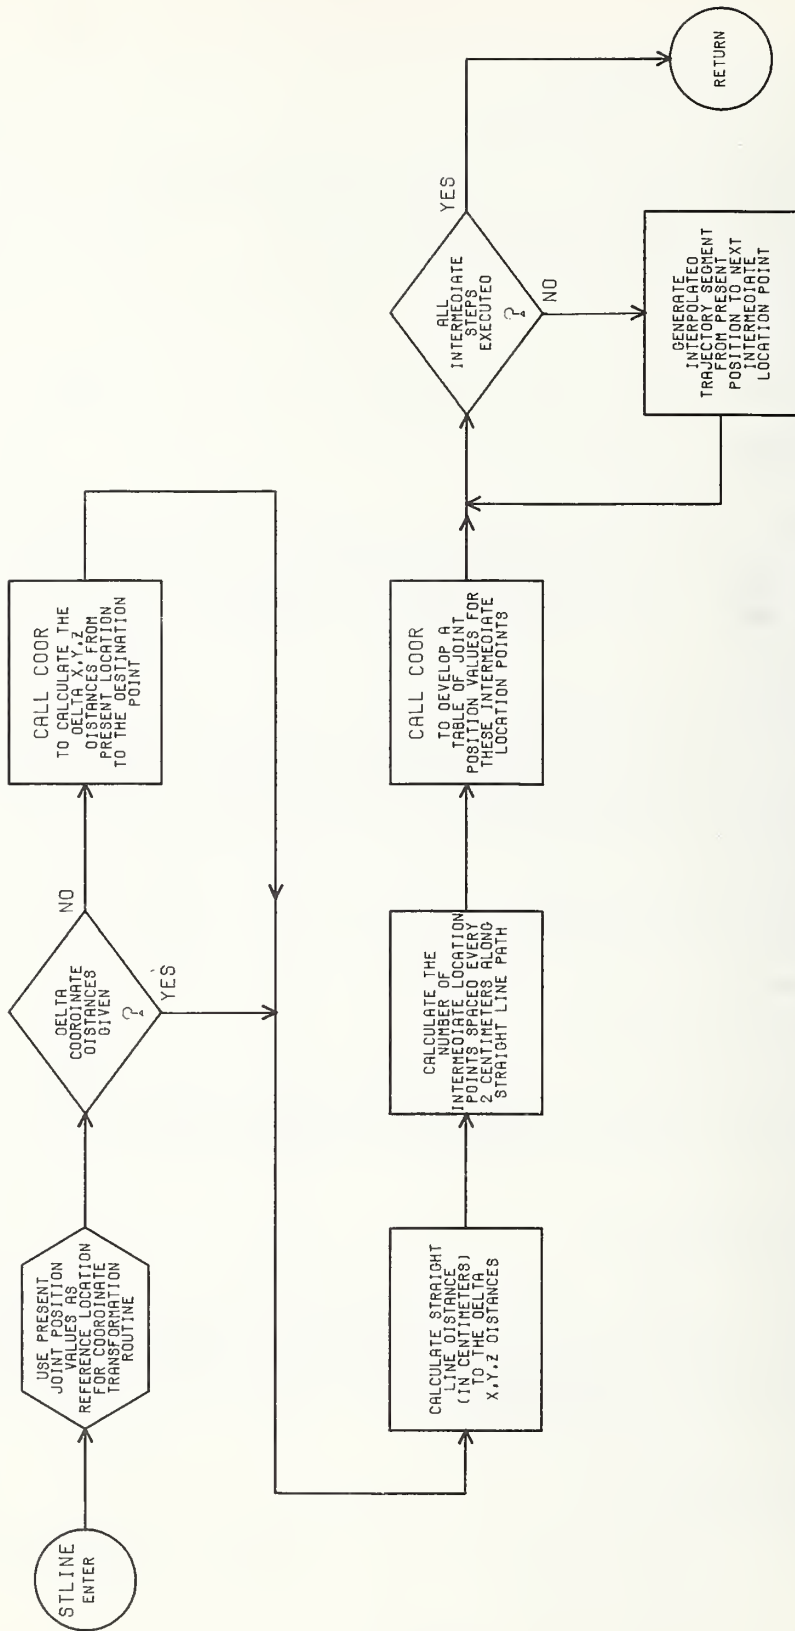 STLINE
ENTER
USE PRESENT
JOINT POSITION
VALUES AS
REFERENCE LOCATION
FOR COORDINATE
TRANSFORMATION
ROUTINE
DELTA
COORDINATE
DISTANCES
GIVEN
?
NO
YES
CALL COOR
TO CALCULATE THE
DELTA X,Y,Z
DISTANCES FROM
PRESENT LOCATION
TO THE DESTINATION
POINT
CALCULATE STRAIGHT
LINE DISTANCE
(IN CENTIMETERS)
TO THE DELTA
X,Y,Z DISTANCES
CALCULATE THE
NUMBER OF
INTERMEDIATE LOCATION
POINTS SPACED EVERY
2 CENTIMETERS ALONG
STRAIGHT LINE PATH
CALL COOR
TO DEVELOP A
TABLE OF JOINT
POSITION VALUES FOR
THESE INTERMEDIATE
LOCATION POINTS
ALL
INTERMEDIATE
STEPS
EXECUTED
?
YES
NO
GENERATE
INTERPOLATED
TRAJECTORY SEGMENT
FROM PRESENT
POSITION TO NEXT
INTERMEDIATE
LOCATION POINT
RETURN